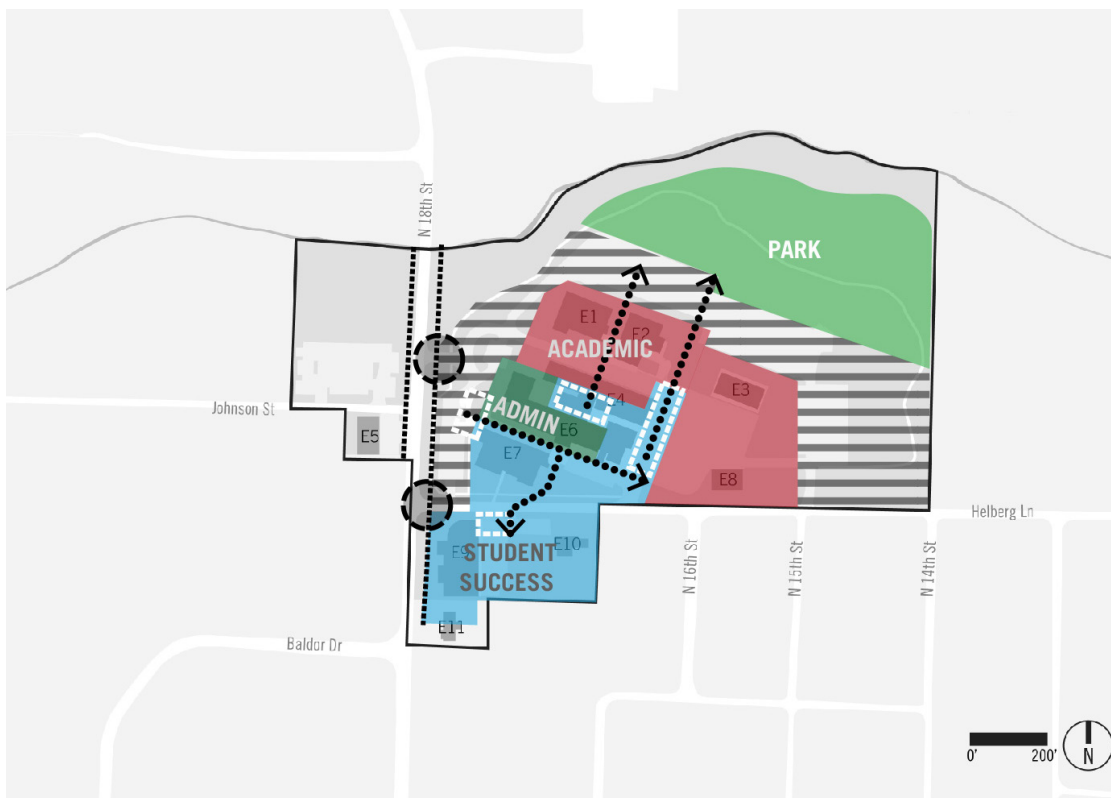 N 18th St
PARK
E1
E2
ACADEMIC
E3
E4
Johnson St
ADMIN
E5
E6
E7
E8
Helberg Ln
E9
E10
STUDENT
SUCCESS
N 16th St
N 15th St
N 14th St
E11
Baldor Dr
0'
200'
N